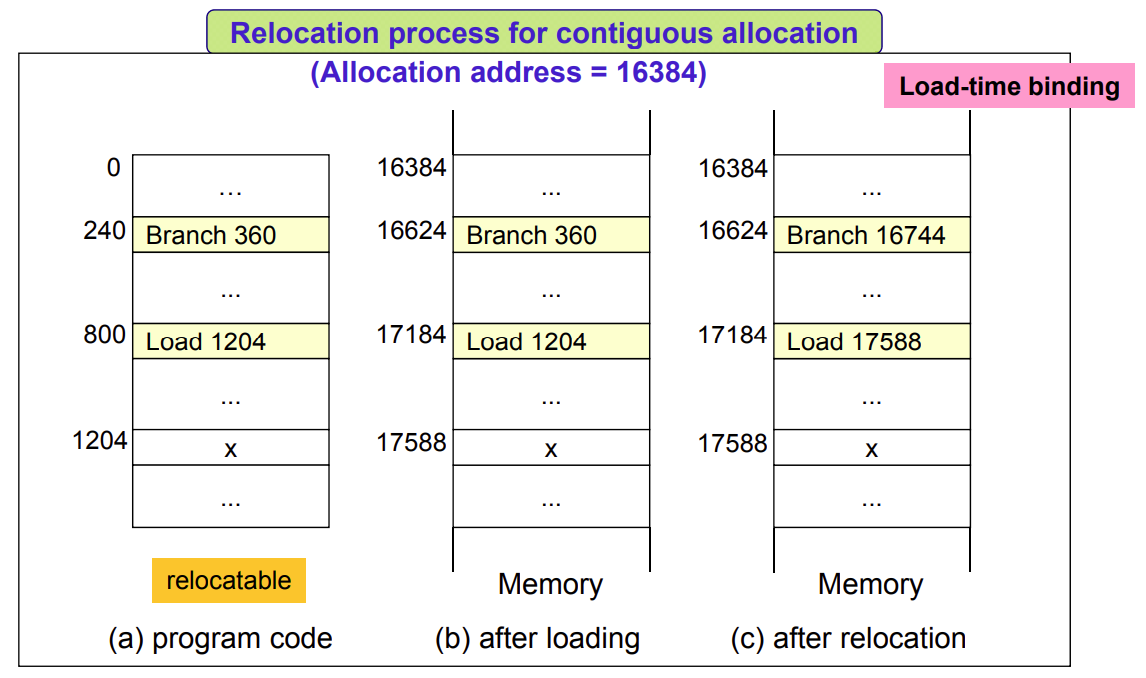 Relocation process for contiguous allocation
(Allocation address = 16384)
Load-time binding
0
...
240
Branch 360
...
800
Load 1204
...
1204
x
...
relocatable
(a) program code
16384
...
16624
Branch 360
...
17184
Load 1204
...
17588
x
...
Memory
(b) after loading
16384
...
16624
Branch 16744
...
17184
Load 17588
...
17588
x
...
Memory
(c) after relocation